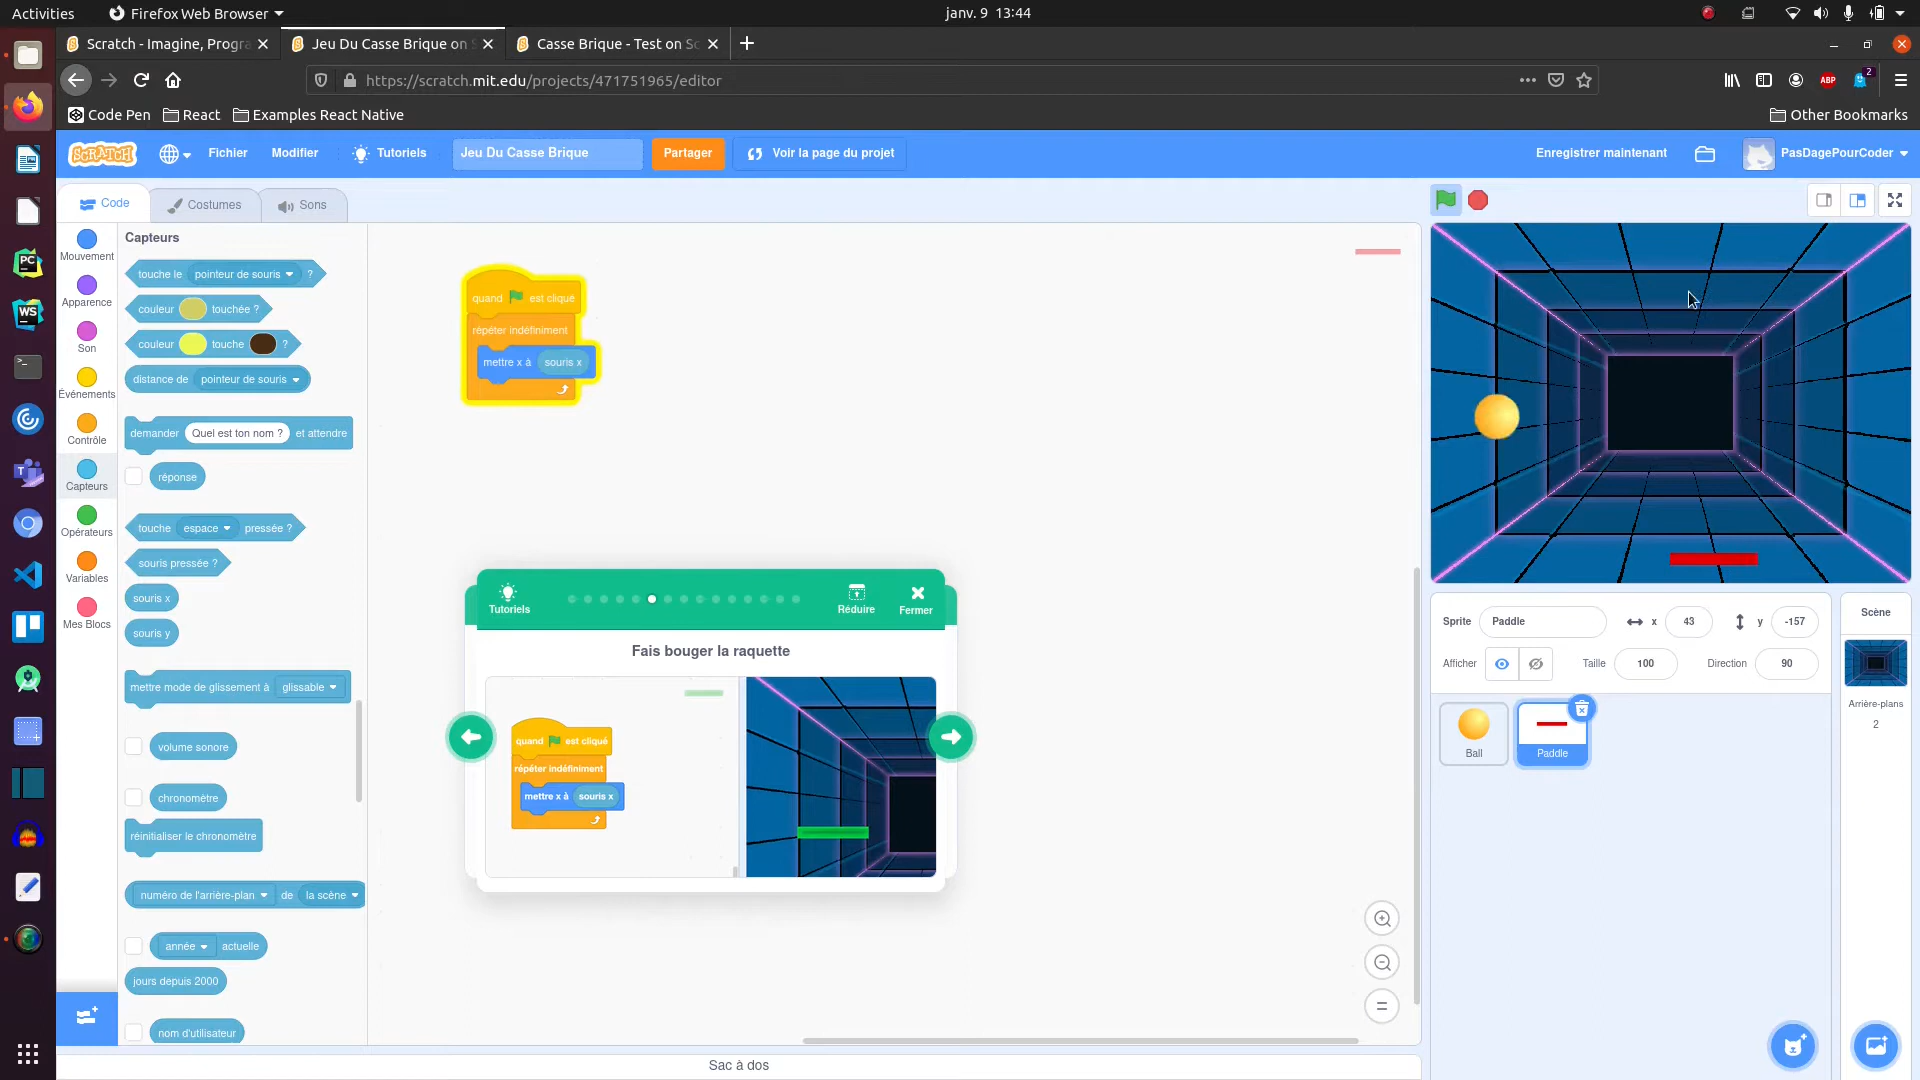 Activities
Firefox Web Browser
janv. 9 13:44
Scratch - Imagine, Progra
Jeu Du Casse Brique on S
Casse Brique - Test on Sc
https://scratch.mit.edu/projects/471751965/editor
ABP
2
Code Pen
React
Examples React Native
Other Bookmarks
SCRATCH
Fichier
Modifier
Tutoriels
Jeu Du Casse Brique
Partager
Voir la page du projet
Enregistrer maintenant
PasDagePourCoder
Code
Costumes
Sons
Mouvement
Apparence
Son
Événements
Contrôle
Capteurs
Opérateurs
Variables
Mes Blocs
Capteurs
touche le pointeur de souris ?
couleur touchée ?
couleur touche ?
distance de pointeur de souris
demander Quel est ton nom ? et attendre
réponse
touche espace pressée ?
souris pressée ?
souris x
souris y
mettre mode de glissement à glissable
volume sonore
chronomètre
réinitialiser le chronomètre
numéro de l'arrière-plan de la scène
année actuelle
jours depuis 2000
nom d'utilisateur
quand est cliqué
répéter indéfiniment
mettre x à souris x
Tutoriels
Réduire
Fermer
Fais bouger la raquette
quand est cliqué
répéter indéfiniment
mettre x à souris x
Sac à dos
Sprite Paddle x 43 y -157
Afficher Taille 100 Direction 90
Ball
Paddle
Scène
Arrière-plans
2
PC
WS